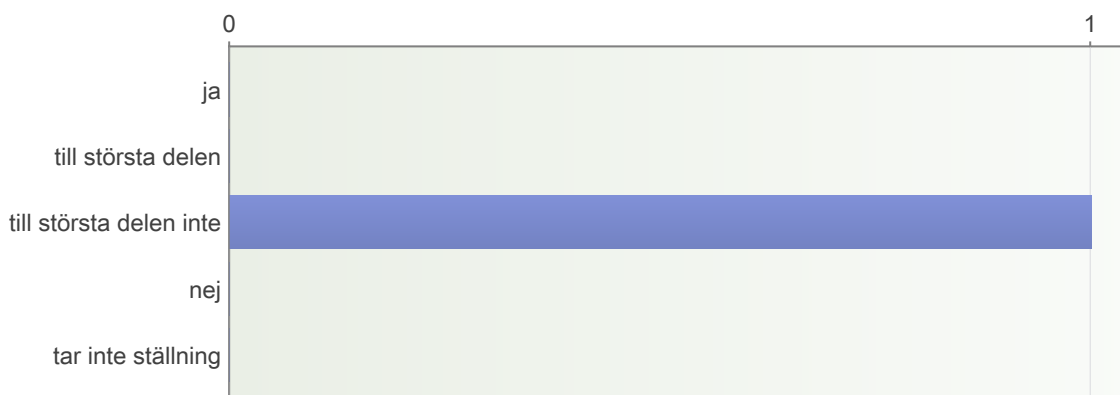 0 1
ja
till största delen
till största delen inte
nej
tar inte ställning